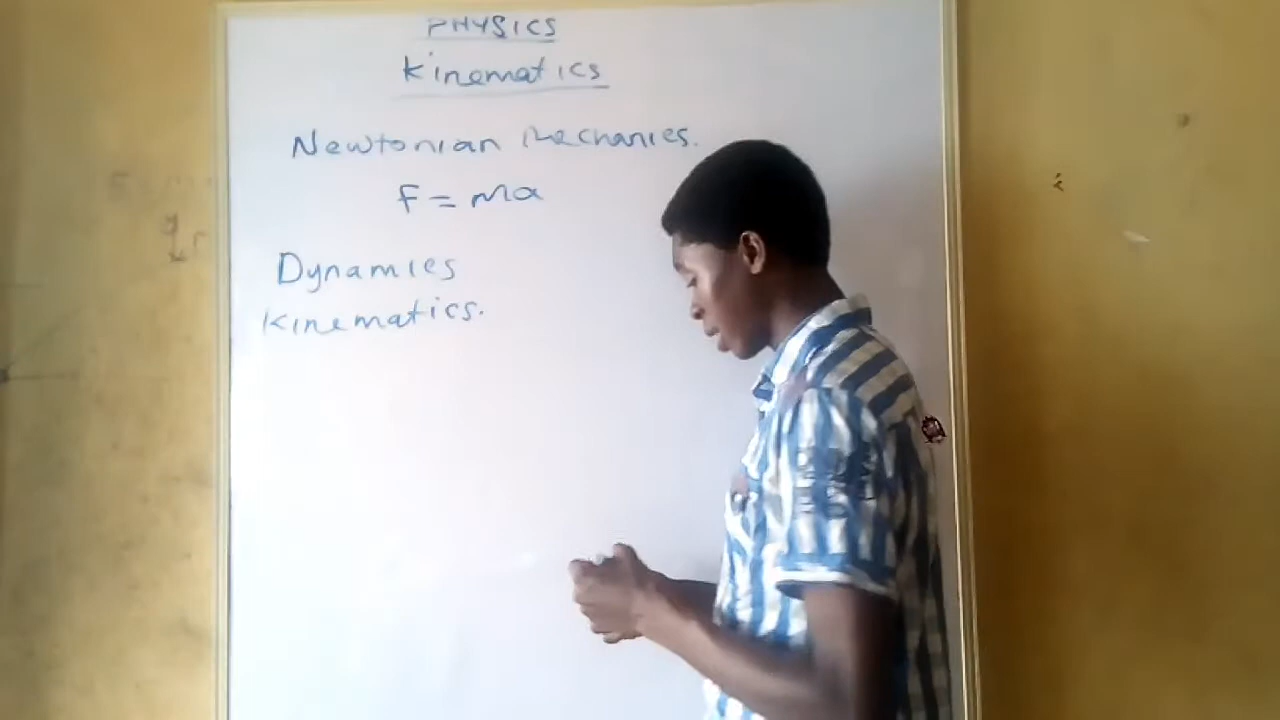 PHYSICS
Kinematics
Newtonian Mechanics.
F = ma
Dynamics
Kinematics.